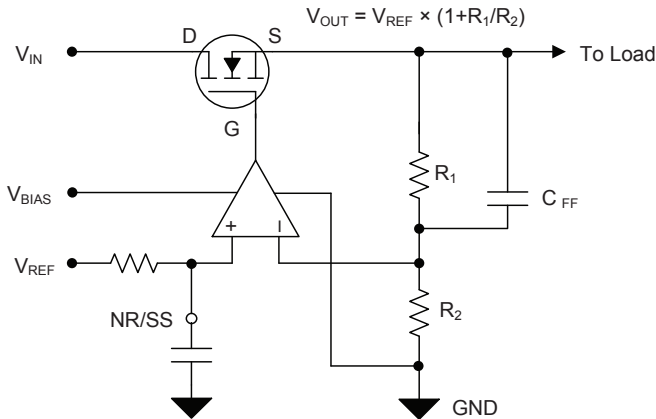 V_OUT = V_REF × (1+R_1/R_2)
D
S
V_IN
To Load
G
R_1
C_FF
V_BIAS
+
–
V_REF
NR/SS
R_2
GND